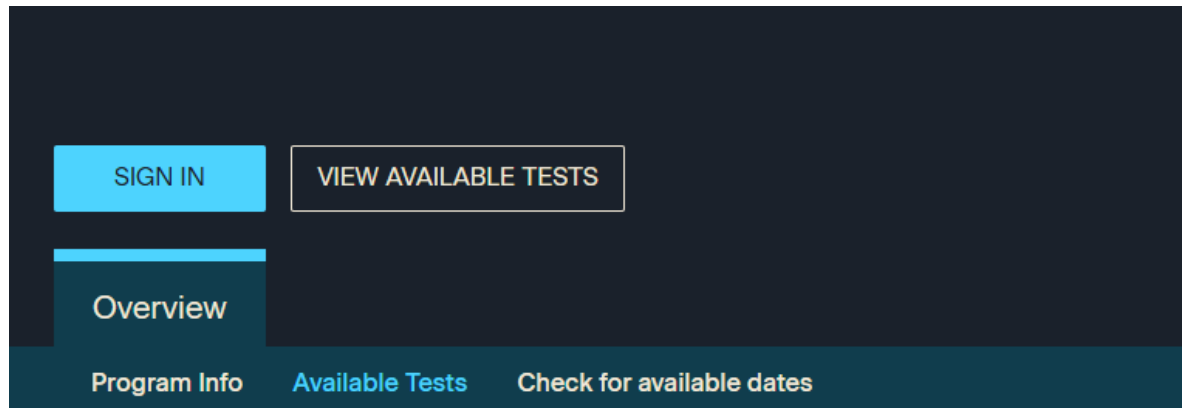 SIGN IN VIEW AVAILABLE TESTS
Overview
Program Info Available Tests Check for available dates